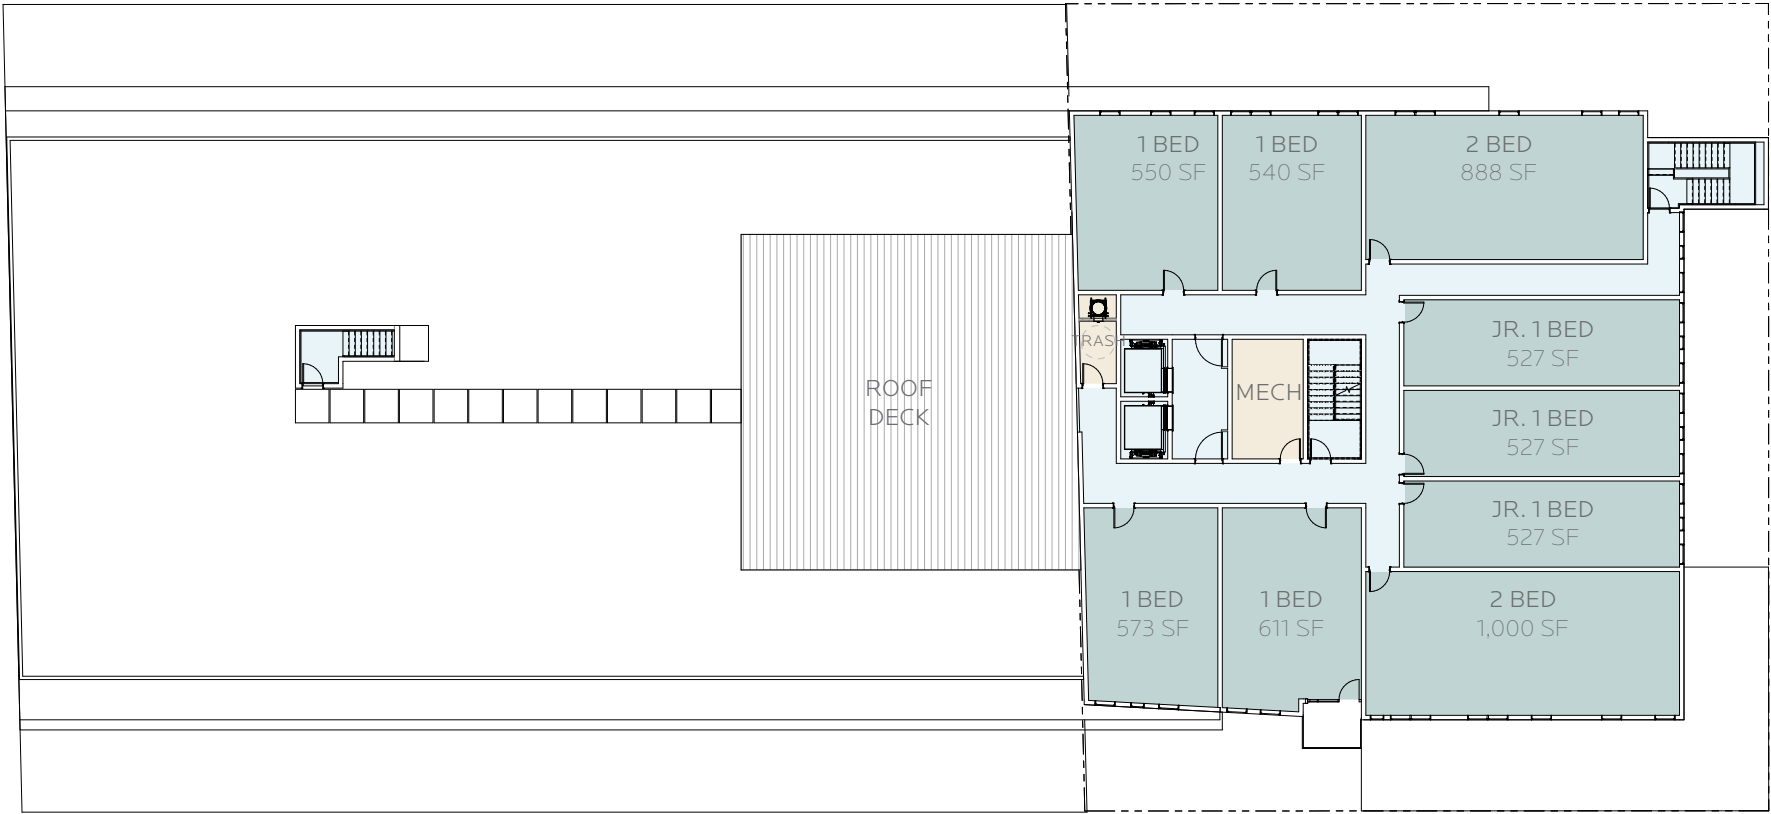 1 BED
550 SF
1 BED
540 SF
2 BED
888 SF
JR. 1 BED
527 SF
TRASH
ROOF
DECK
MECH
JR. 1 BED
527 SF
JR. 1 BED
527 SF
1 BED
573 SF
1 BED
611 SF
2 BED
1,000 SF